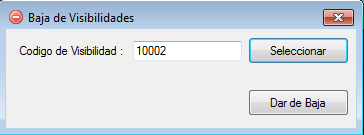 Baja de Visibilidades
Codigo de Visibilidad : 10002 Seleccionar
Dar de Baja